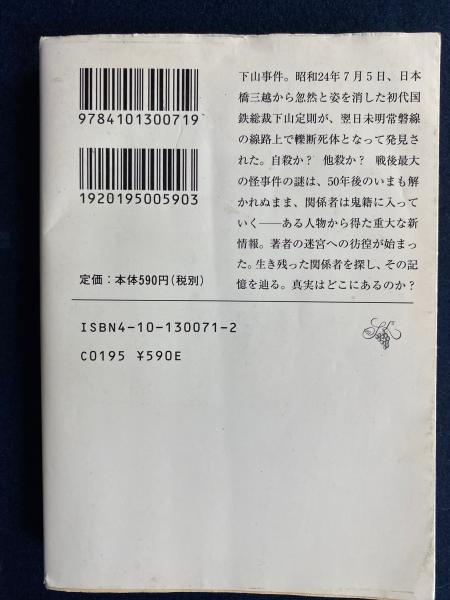 9784101300719
1920195005903
定価：本体590円（税別）
下山事件。昭和24年７月５日、日本
橋三越から忽然と姿を消した初代国
鉄総裁下山定則が、翌日未明常磐線
の線路上で轢断死体となって発見さ
れた。自殺か？　他殺か？　戦後最大
の怪事件の謎は、50年後のいまも解
かれぬまま、関係者は鬼籍に入って
いく――ある人物から得た重大な新
情報。著者の迷宮への彷徨が始まっ
た。生き残った関係者を探し、その記
憶を辿る。真実はどこにあるのか？
ISBN4-10-130071-2
C0195 ¥590E